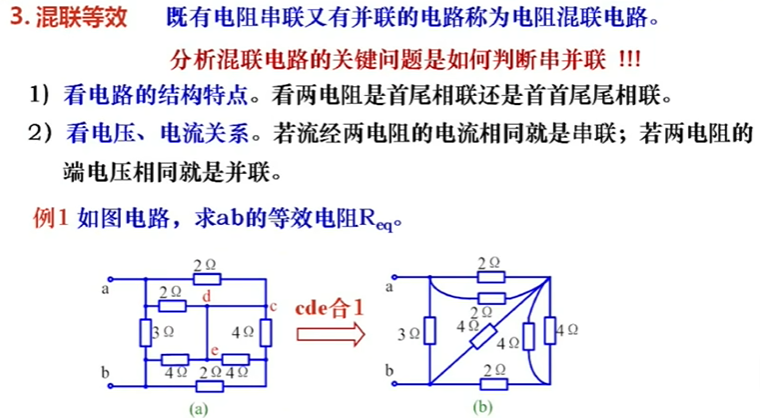 3. 混联等效 既有电阻串联又有并联的电路称为电阻混联电路。
分析混联电路的关键问题是如何判断串并联 !!!
1) 看电路的结构特点。看两电阻是首尾相联还是首首尾尾相联。
2) 看电压、电流关系。若流经两电阻的电流相同就是串联；若两电阻的
端电压相同就是并联。
例1 如图电路，求ab的等效电阻Req。
2Ω
a
2Ω
d
c
3Ω
4Ω
e
4Ω 2Ω 4Ω
b
(a)
cde合1
2Ω
a
2Ω
3Ω
4Ω
4Ω
4Ω
b
2Ω
(b)